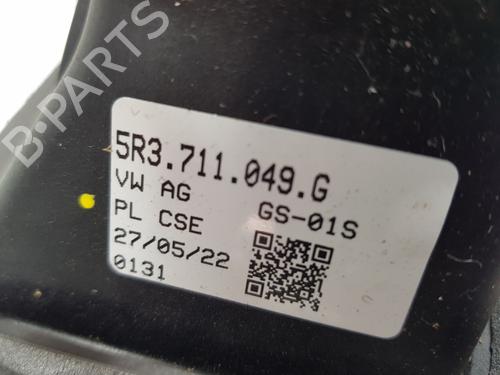 5R3.711.049.G
VW AG
PL CSE GS-01S
27/05/22
0131
B-PARTS